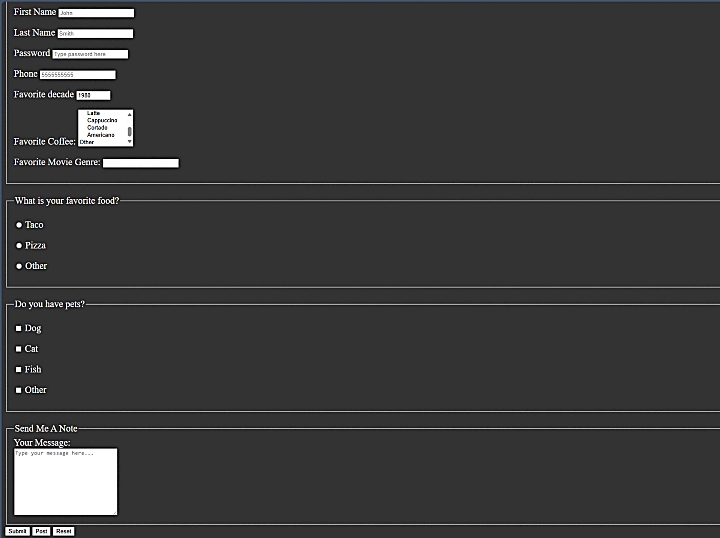 First Name John
Last Name Smith
Password Type password here
Phone 5555555555
Favorite decade 1980
Latte
Cappuccino
Cortado
Americano
Favorite Coffee: Other
Favorite Movie Genre:
What is your favorite food?
Taco
Pizza
Other
Do you have pets?
Dog
Cat
Fish
Other
Send Me A Note
Your Message:
Type your message here...
Submit Post Reset